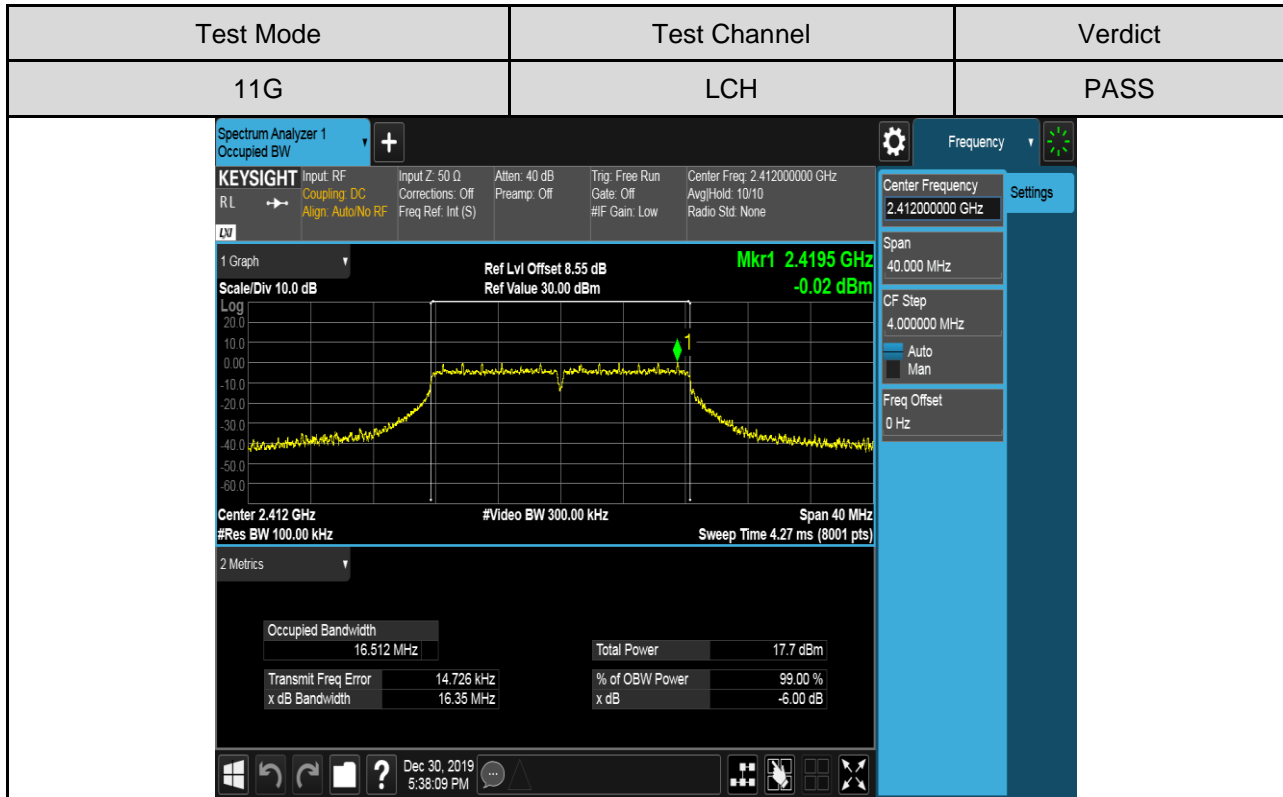 Test Mode Test Channel Verdict
11G LCH PASS
Spectrum Analyzer 1
Occupied BW
+
Frequency
KEYSIGHT Input: RF Input Z: 50 Ω Atten: 40 dB Trig: Free Run Center Freq: 2.412000000 GHz
RL Coupling: DC Corrections: Off Preamp: Off Gate: Off Avg|Hold: 10/10
Align: Auto/No RF Freq Ref: Int (S) #IF Gain: Low Radio Std: None
LXI
Center Frequency
2.412000000 GHz
Settings
Span
40.000 MHz
CF Step
4.000000 MHz
Auto
Man
Freq Offset
0 Hz
1 Graph
Ref Lvl Offset 8.55 dB
Mkr1 2.4195 GHz
Scale/Div 10.0 dB
Ref Value 30.00 dBm
-0.02 dBm
Log
20.0
10.0
0.00
-10.0
-20.0
-30.0
-40.0
-50.0
-60.0
1
Center 2.412 GHz #Video BW 300.00 kHz Span 40 MHz
#Res BW 100.00 kHz Sweep Time 4.27 ms (8001 pts)
2 Metrics
Occupied Bandwidth
16.512 MHz
Total Power 17.7 dBm
Transmit Freq Error 14.726 kHz % of OBW Power 99.00 %
x dB Bandwidth 16.35 MHz x dB -6.00 dB
?
Dec 30, 2019
5:38:09 PM